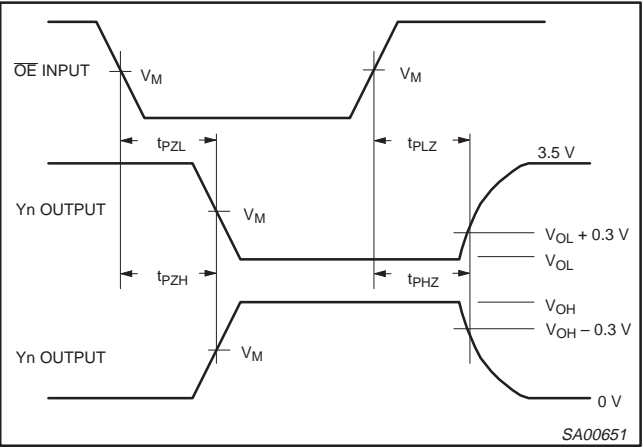 OE INPUT
VM
VM
tPZL
tPLZ
3.5 V
Yn OUTPUT
VM
VOL + 0.3 V
VOL
tPZH
tPHZ
VOH
VOH – 0.3 V
Yn OUTPUT
VM
0 V
SA00651